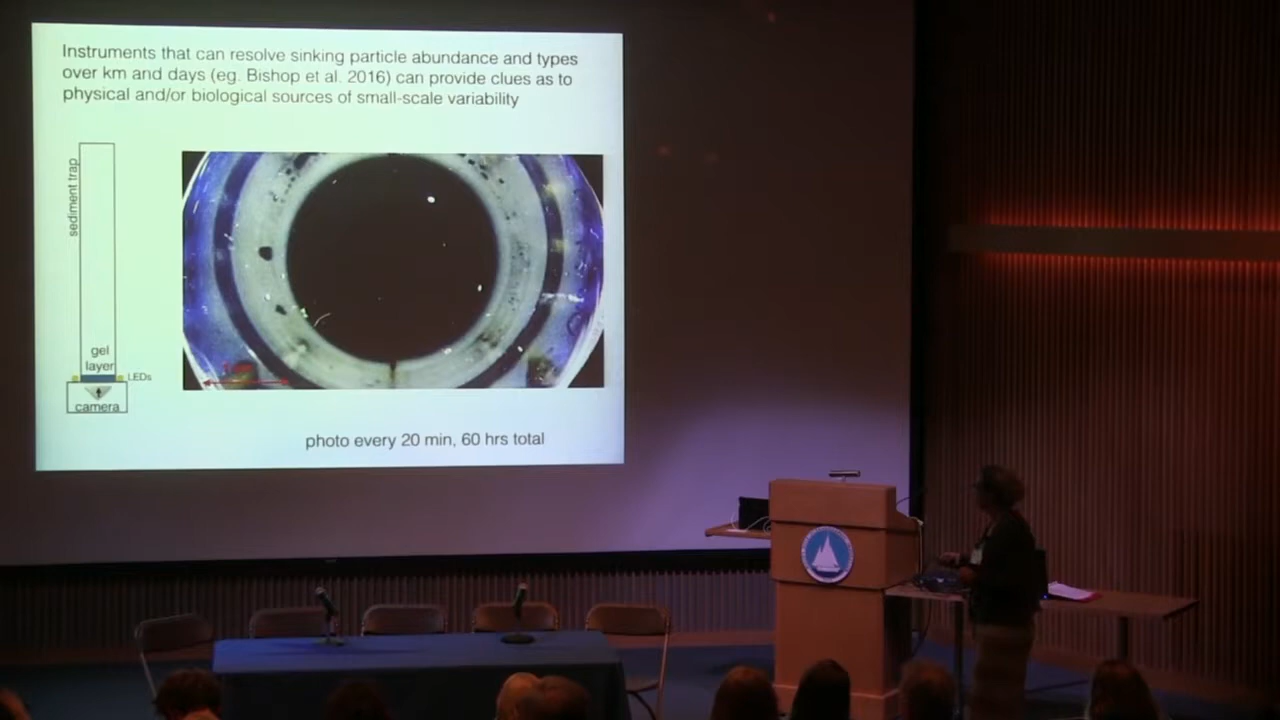 Instruments that can resolve sinking particle abundance and types
over km and days (eg. Bishop et al. 2016) can provide clues as to
physical and/or biological sources of small-scale variability
sediment trap
gel
layer
LEDs
camera
photo every 20 min, 60 hrs total